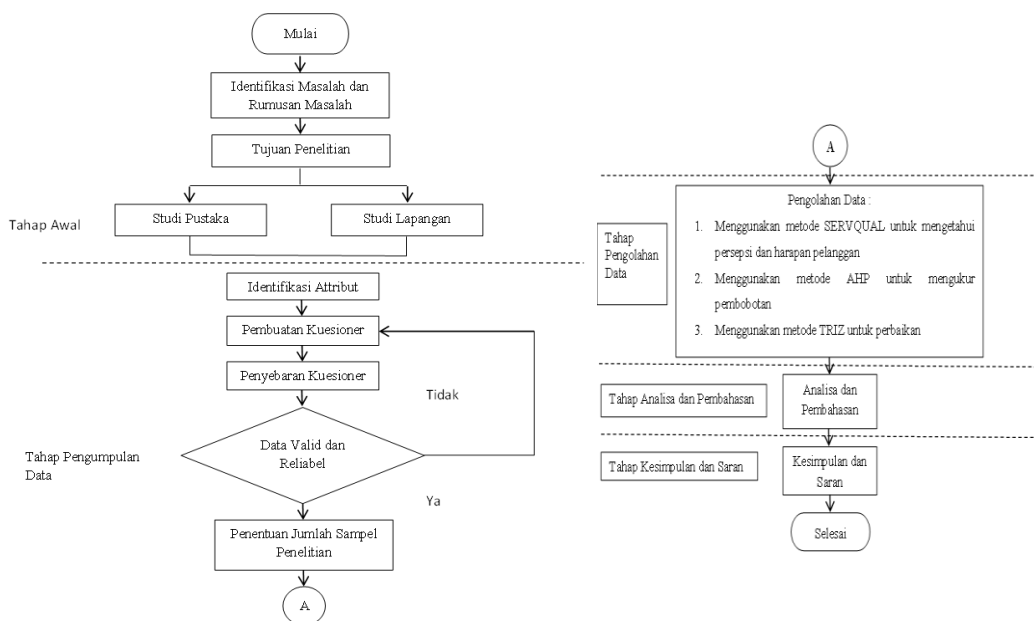 Mulai
Identifikasi Masalah dan
Rumusan Masalah
Tujuan Penelitian
Tahap Awal
Studi Pustaka
Studi Lapangan
Identifikasi Attribut
Pembuatan Kuesioner
Penyebaran Kuesioner
Tidak
Data Valid dan
Reliabel
Tahap Pengumpulan
Data
Ya
Penentuan Jumlah Sampel
Penelitian
A
A
Tahap
Pengolahan
Data
Pengolahan Data :
1. Menggunakan metode SERVQUAL untuk mengetahui
persepsi dan harapan pelanggan
2. Menggunakan metode AHP untuk mengukur
pembobotan
3. Menggunakan metode TRIZ untuk perbaikan
Tahap Analisa dan Pembahasan
Analisa dan
Pembahasan
Tahap Kesimpulan dan Saran
Kesimpulan dan
Saran
Selesai